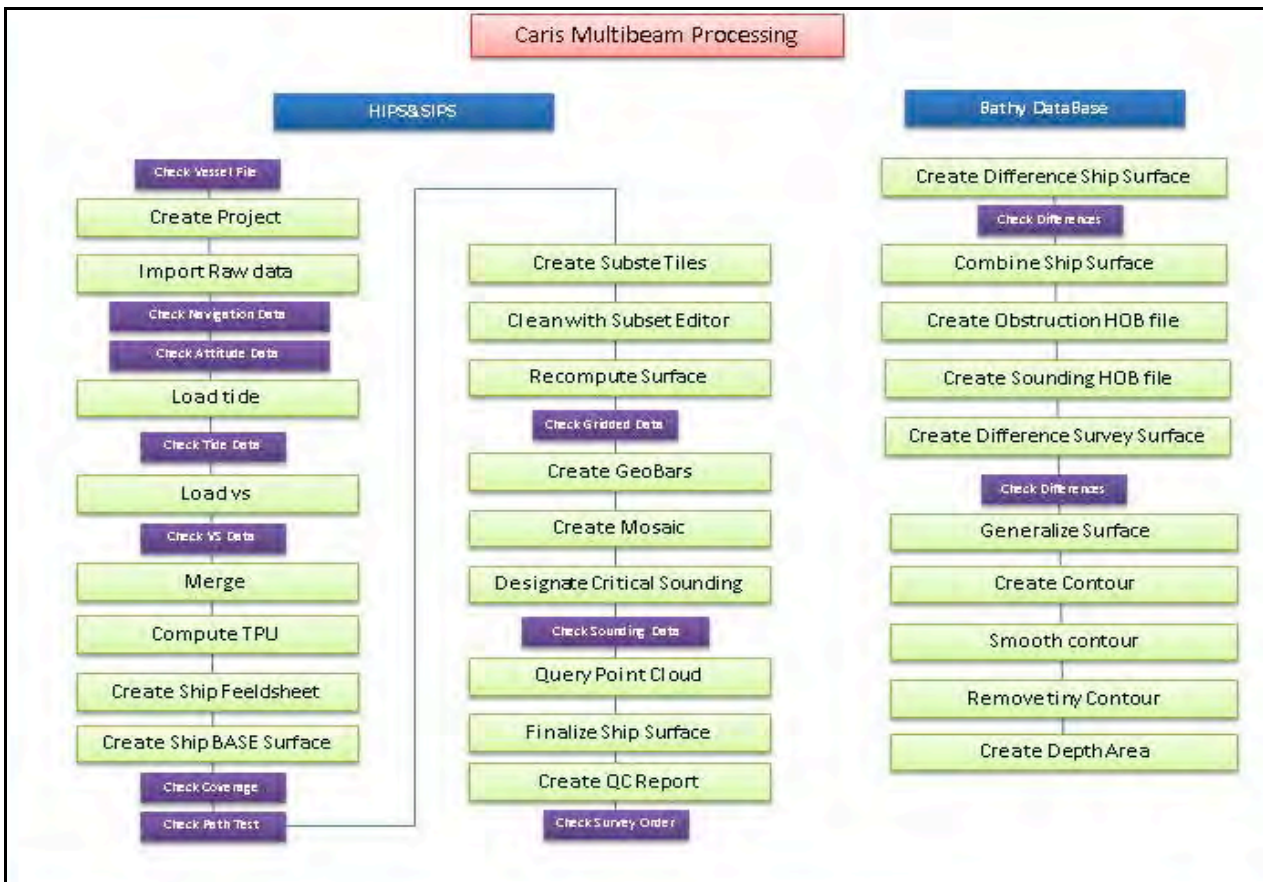 Caris Multibeam Processing
HIPS&SIPS
Check Vessel File
Create Project
Import Raw data
Check Navigation Data
Check Attitude Data
Load tide
Check Tide Data
Load vs
Check VS Data
Merge
Compute TPU
Create Ship Feeldsheet
Create Ship BASE Surface
Check Coverage
Check Path Test
Create Subste Tiles
Clean with Subset Editor
Recompute Surface
Check Gridded Data
Create GeoBars
Create Mosaic
Designate Critical Sounding
Check Sounding Data
Query Point Cloud
Finalize Ship Surface
Create QC Report
Check Survey Order
Bathy DataBase
Create Difference Ship Surface
Check Differences
Combine Ship Surface
Create Obstruction HOB file
Create Sounding HOB file
Create Difference Survey Surface
Check Differences
Generalize Surface
Create Contour
Smooth contour
Remove tiny Contour
Create Depth Area